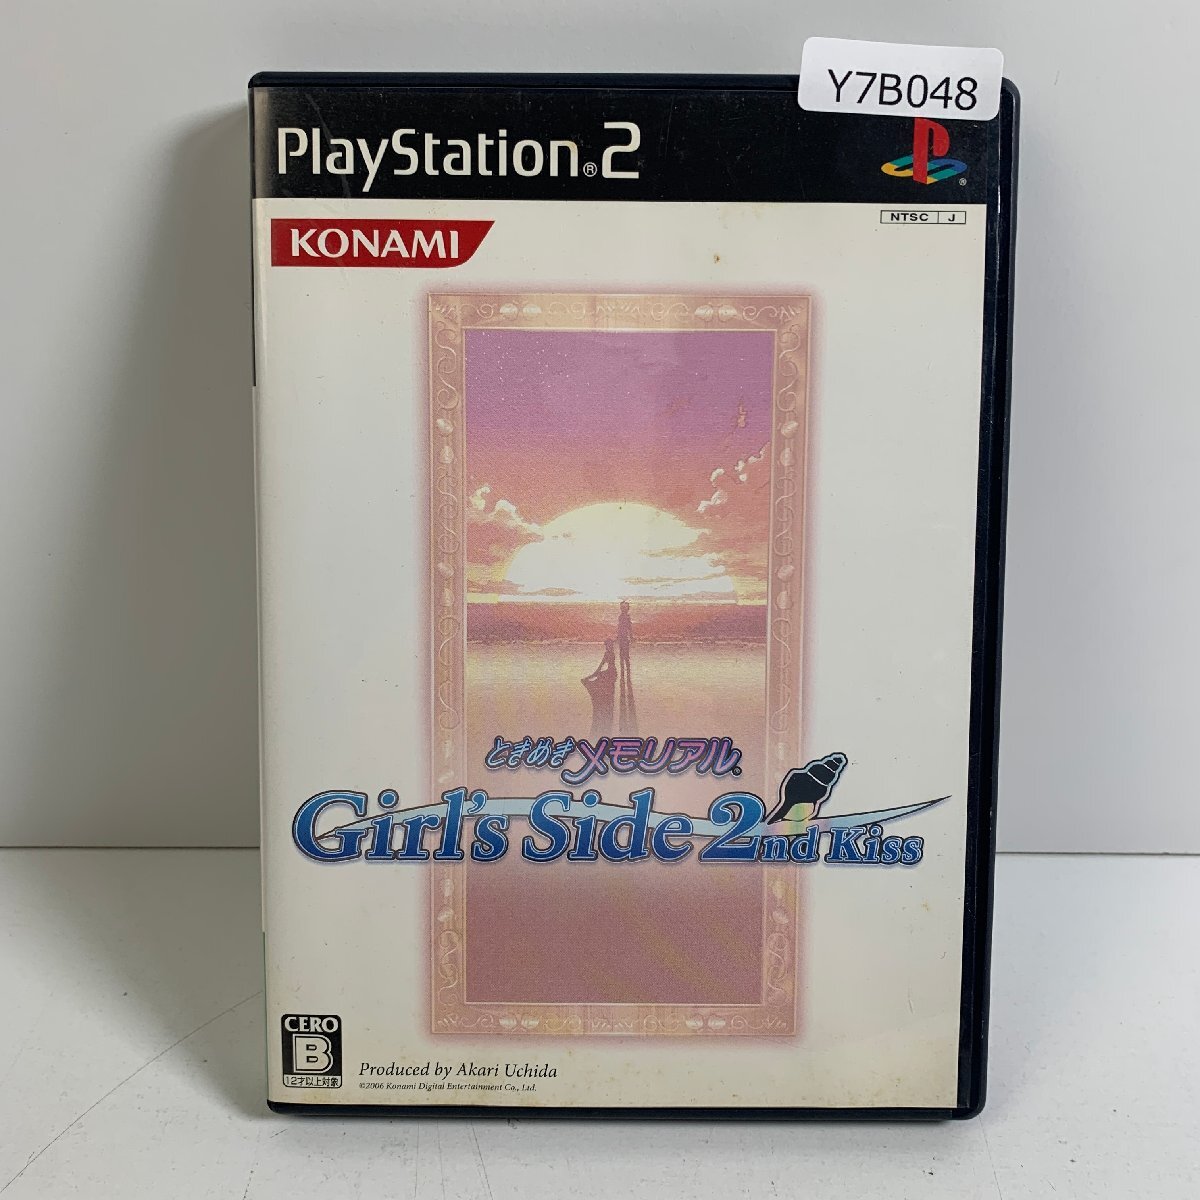 Y7B048
PlayStation®2
NTSC J
KONAMI
ときめきメモリアル®
Girl's Side 2nd Kiss
CERO
B
12才以上対象
Produced by Akari Uchida
©2006 Konami Digital Entertainment Co., Ltd.